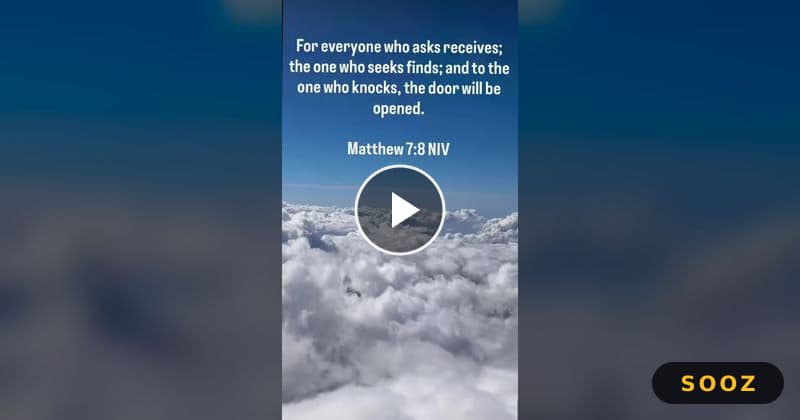 For everyone who asks receives;
the one who seeks finds; and to the
one who knocks, the door will be
opened.
Matthew 7:8 NIV
SOOZ